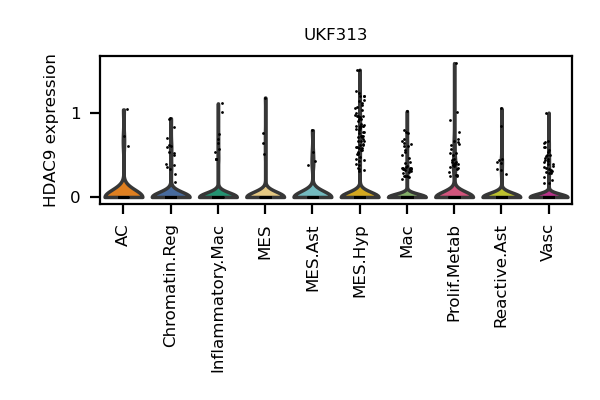 UKF313
HDAC9 expression
1
0
AC
Chromatin.Reg
Inflammatory.Mac
MES
MES.Ast
MES.Hyp
Mac
Prolif.Metab
Reactive.Ast
Vasc